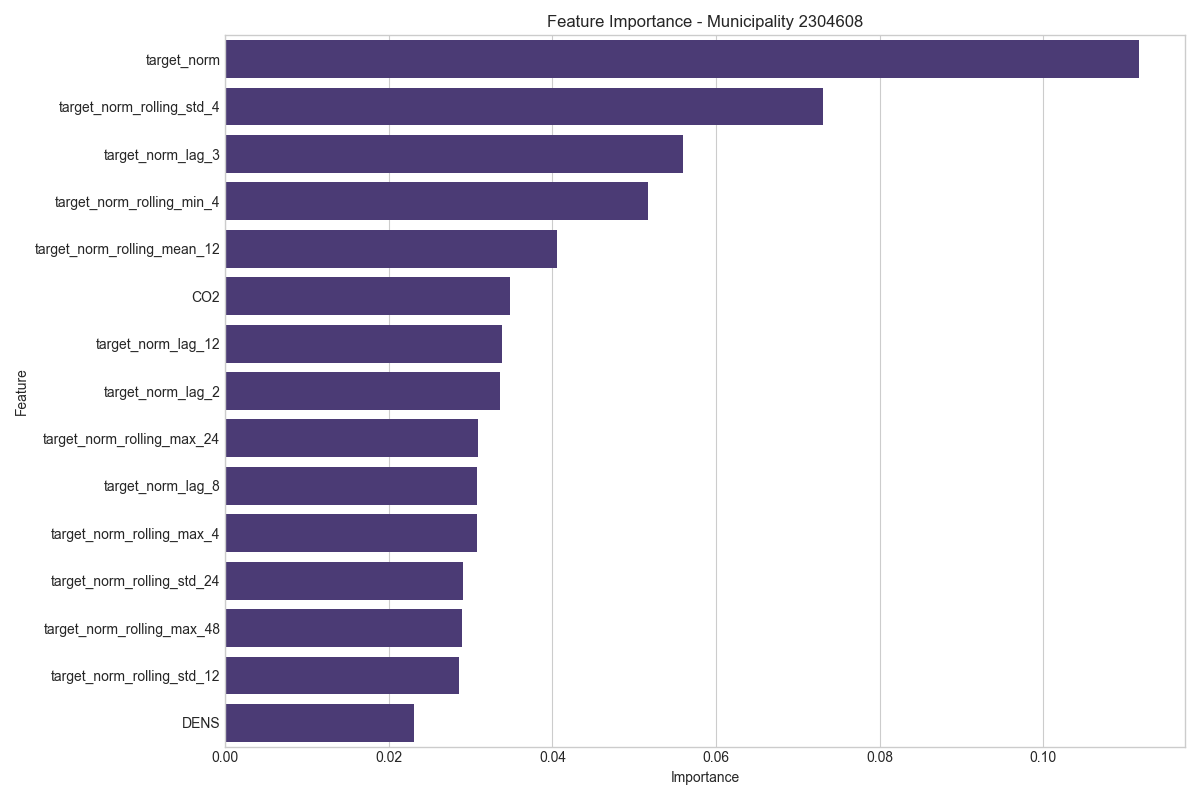 Feature Importance - Municipality 2304608
Feature
target_norm
target_norm_rolling_std_4
target_norm_lag_3
target_norm_rolling_min_4
target_norm_rolling_mean_12
CO2
target_norm_lag_12
target_norm_lag_2
target_norm_rolling_max_24
target_norm_lag_8
target_norm_rolling_max_4
target_norm_rolling_std_24
target_norm_rolling_max_48
target_norm_rolling_std_12
DENS
0.00 0.02 0.04 0.06 0.08 0.10
Importance